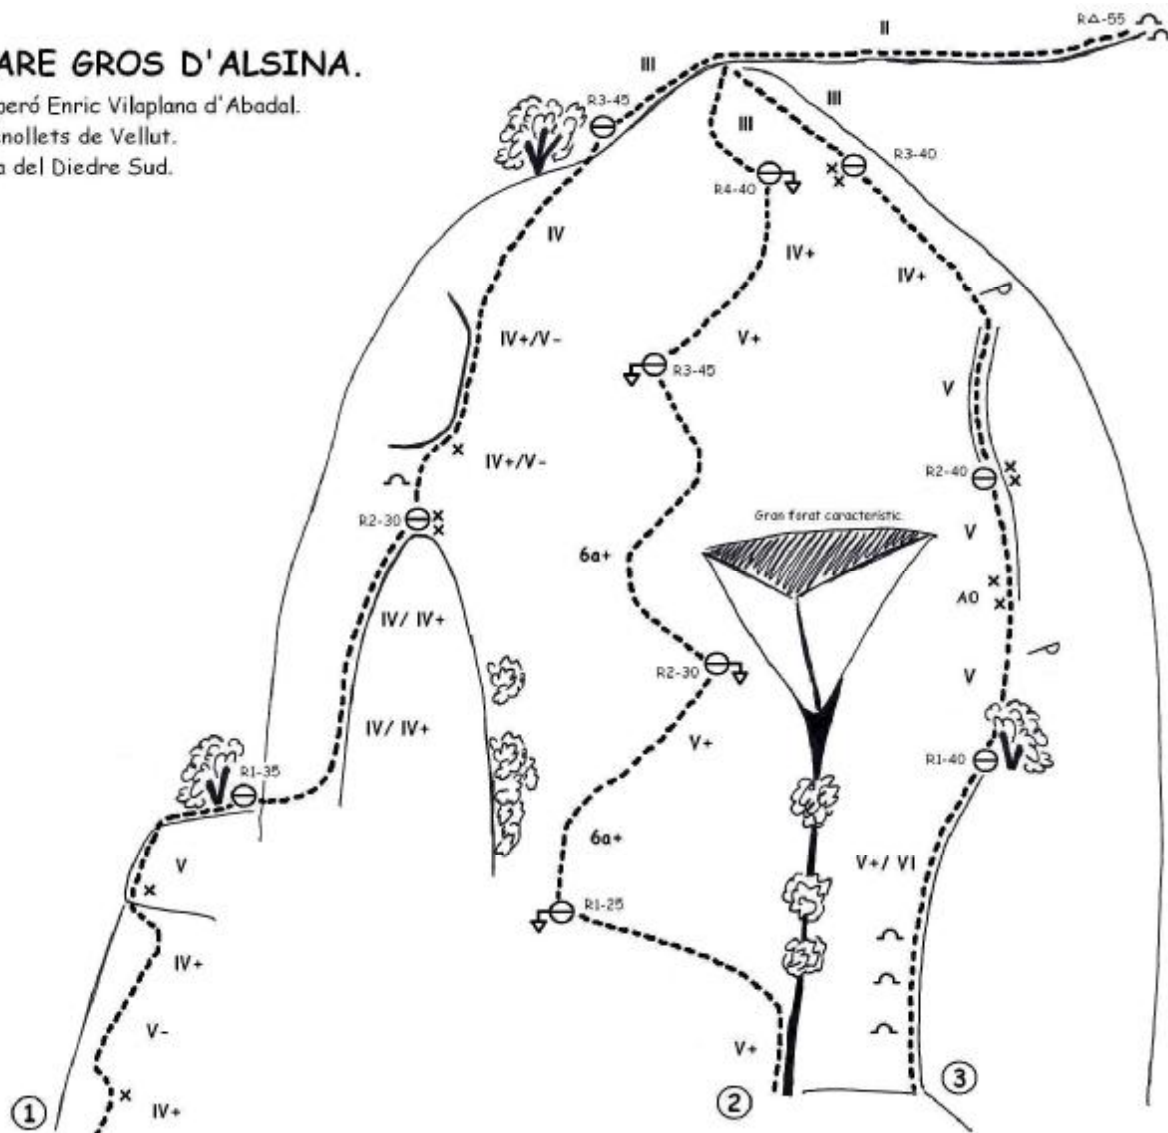 ARE GROS D'ALSINA.
peró Enric Vilaplana d'Abadal.
enollets de Vellut.
a del Diedre Sud.
R△-55
II
III
R3-45
III
III
R3-40
R4-40
IV
IV+
IV+
IV+/V-
V+
R3-45
V
IV+/V-
R2-40
R2-30
Gran forat característic.
V
6a+
A0
IV/ IV+
R2-30
V
IV/ IV+
V+
R1-35
R1-40
6a+
V
V+/ VI
R1-25
IV+
V-
V+
3
2
1
IV+